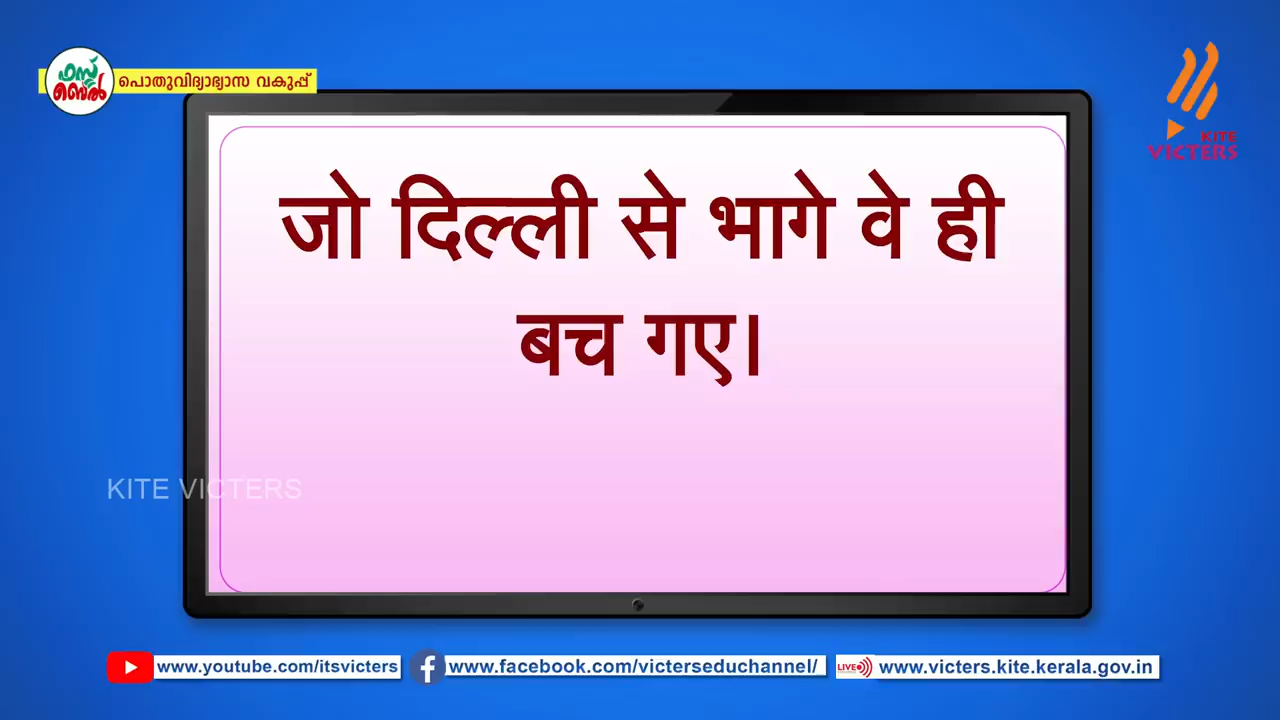 ഫസ്റ്റ്
ബെൽ
പൊതുവിദ്യാഭ്യാസ വകുപ്പ്
KITE
VICTERS
जो दिल्ली से भागे वे ही
बच गए।
KITE VICTERS
www.youtube.com/itsvicters
www.facebook.com/victerseduchannel/
LIVE
www.victers.kite.kerala.gov.in